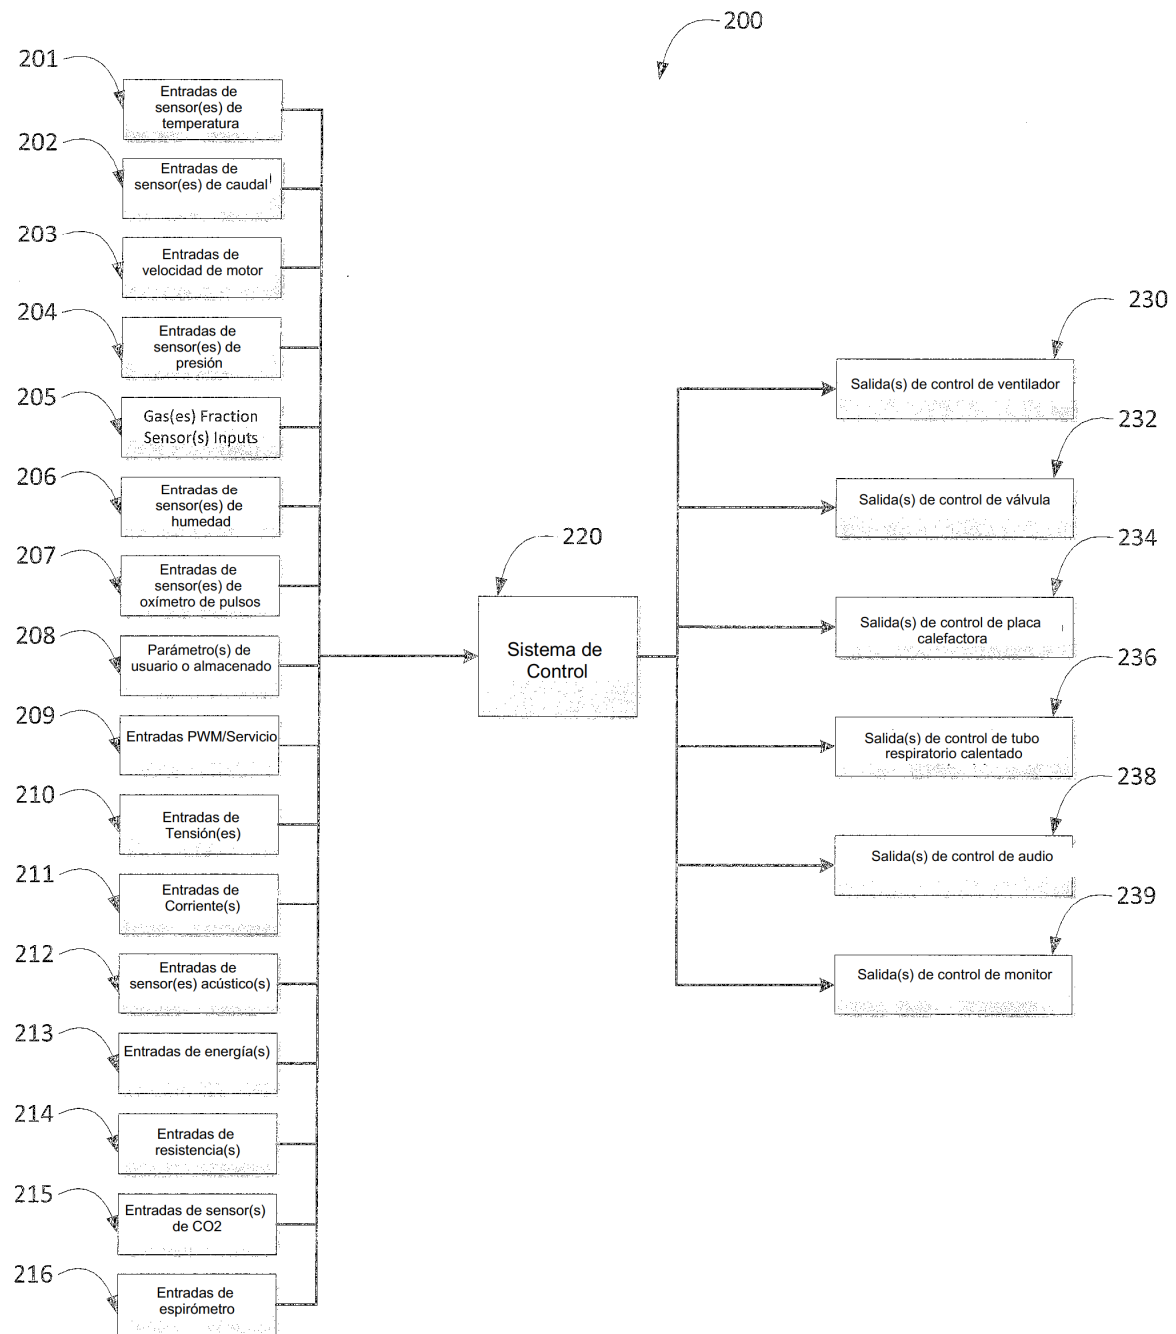 200
201
Entradas de
sensor(es) de
temperatura
202
Entradas de
sensor(es) de caudal
203
Entradas de
velocidad de motor
204
Entradas de
sensor(es) de
presión
205
Gas(es) Fraction
Sensor(s) Inputs
206
Entradas de
sensor(es) de
humedad
207
Entradas de
sensor(es) de
oxímetro de pulsos
208
Parámetro(s) de
usuario o almacenado
209
Entradas PWM/Servicio
210
Entradas de
Tensión(es)
211
Entradas de
Corriente(s)
212
Entradas de
sensor(es) acústico(s)
213
Entradas de energía(s)
214
Entradas de
resistencia(s)
215
Entradas de sensor(s)
de CO2
216
Entradas de
espirómetro
220
Sistema de
Control
230
Salida(s) de control de ventilador
232
Salida(s) de control de válvula
234
Salida(s) de control de placa
calefactora
236
Salida(s) de control de tubo
respiratorio calentado
238
Salida(s) de control de audio
239
Salida(s) de control de monitor